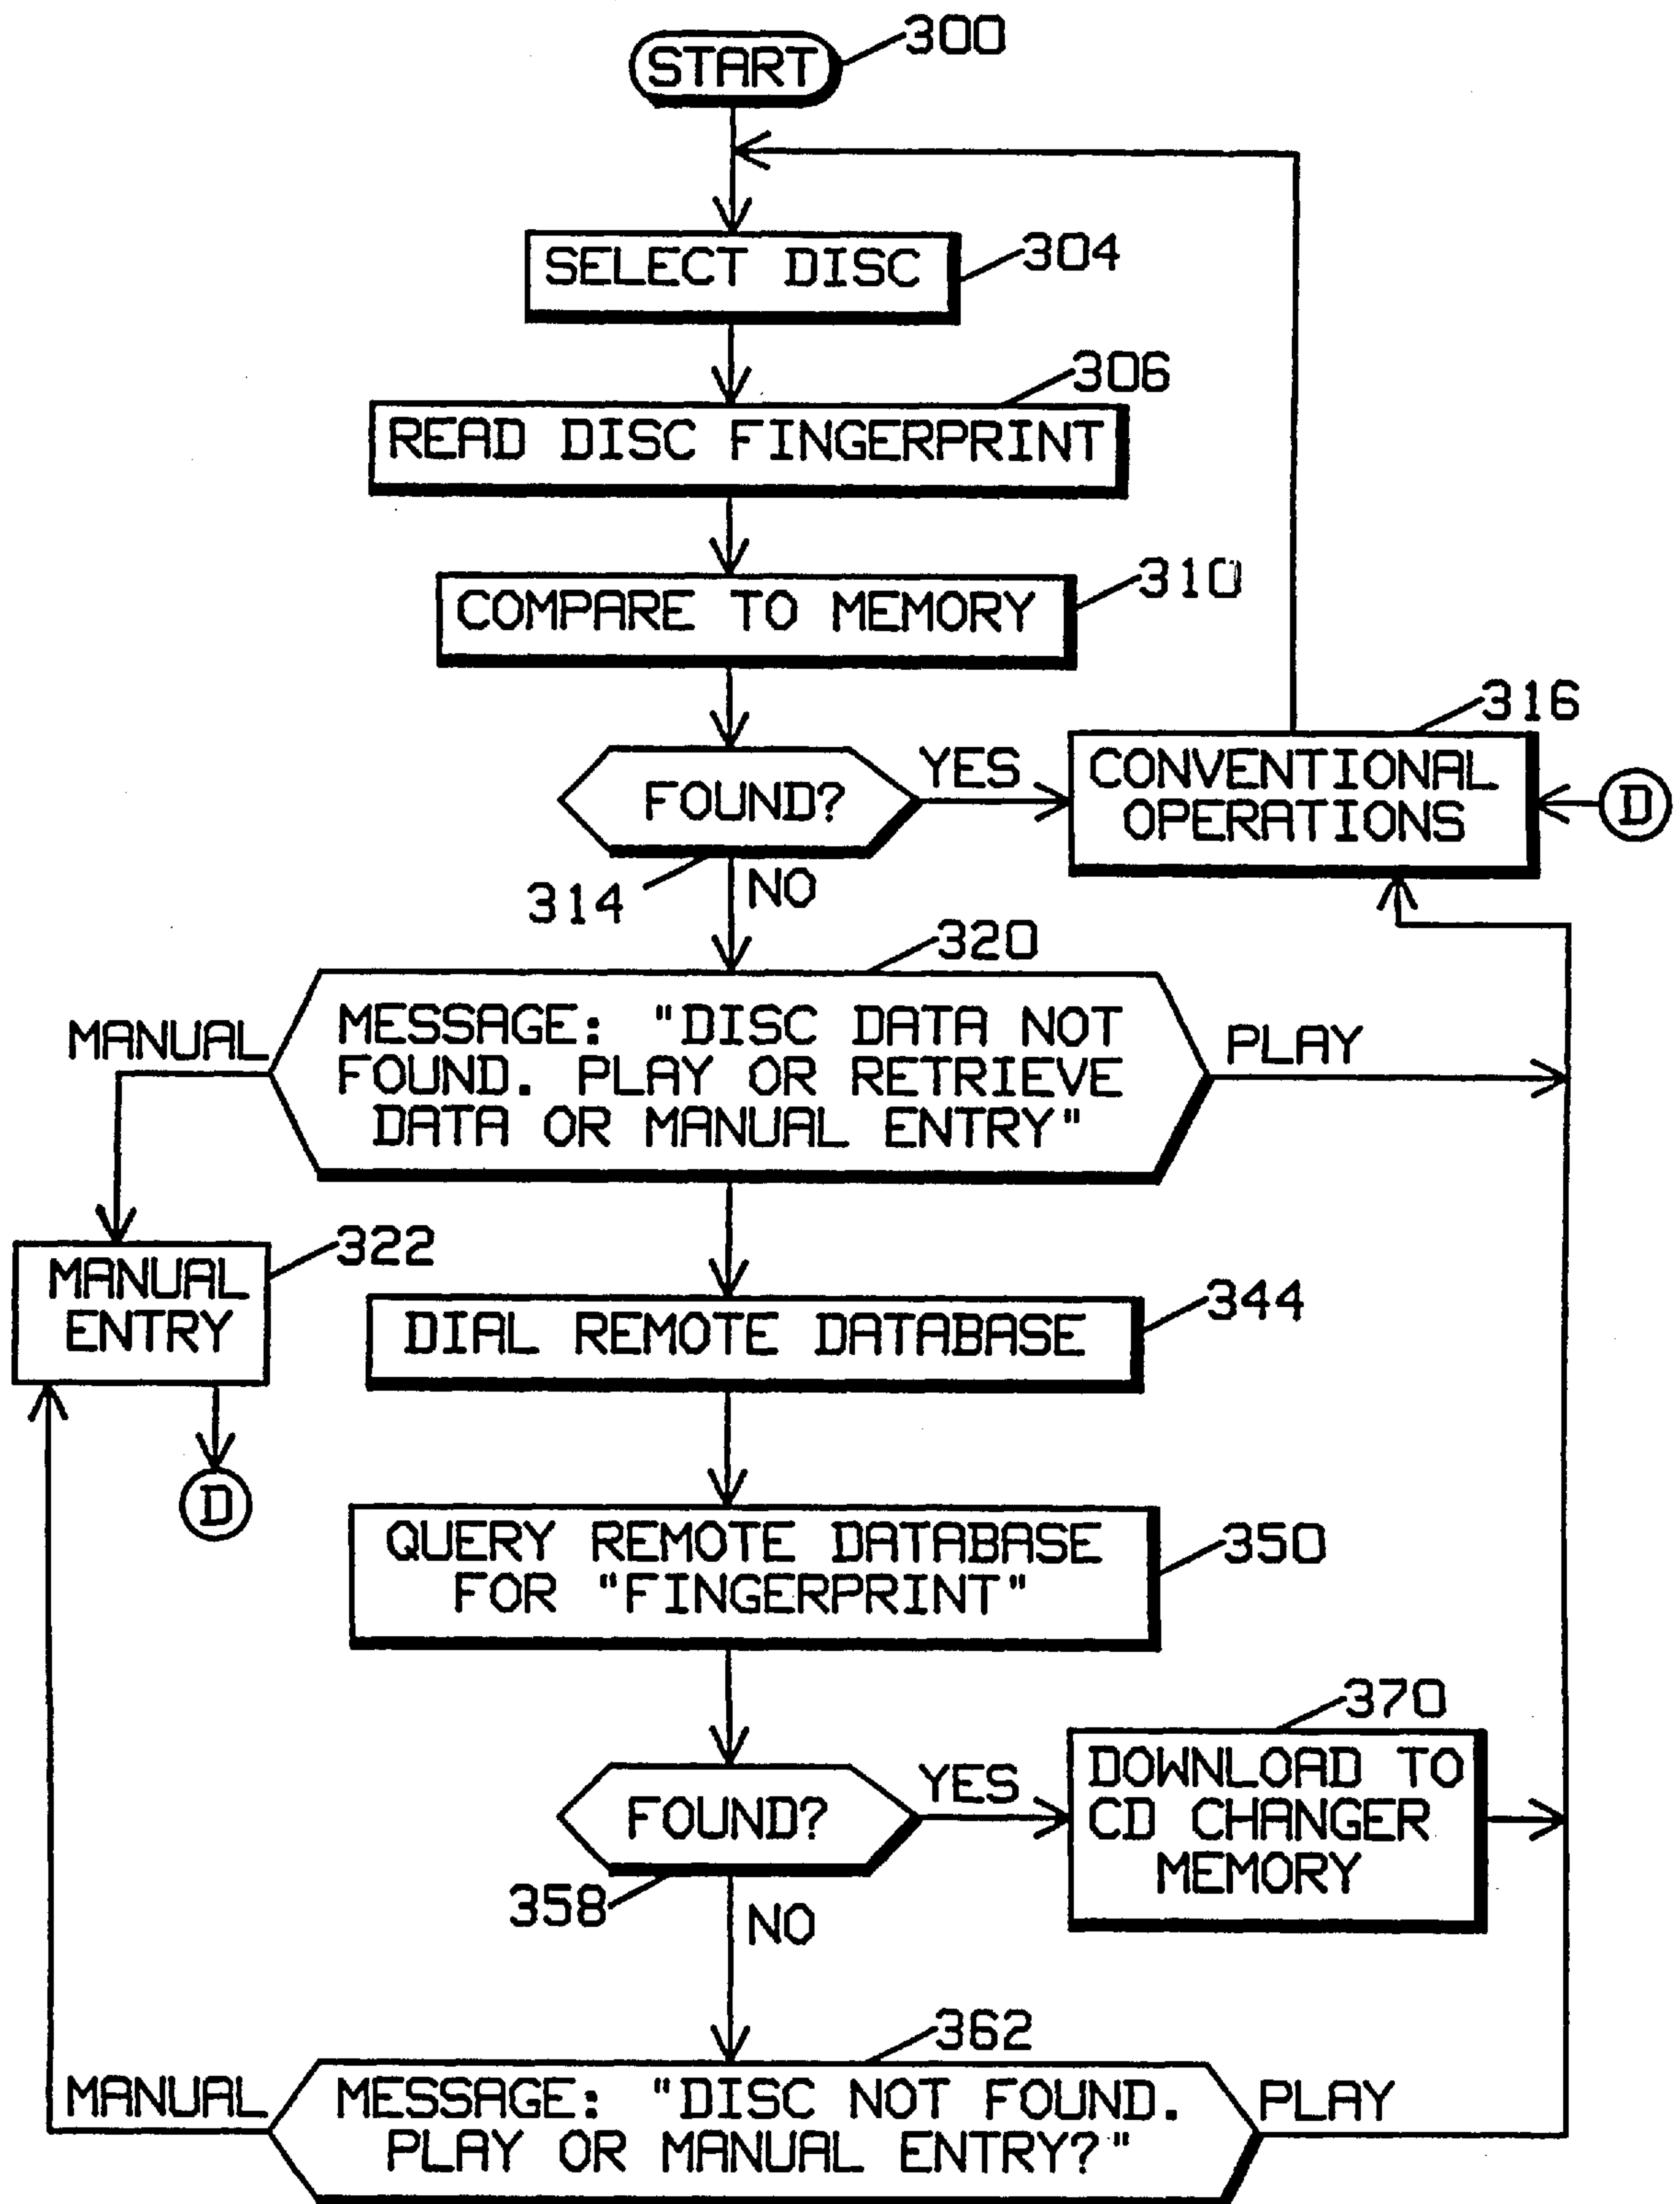 START
300
SELECT DISC
304
306
READ DISC FINGERPRINT
310
COMPARE TO MEMORY
316
FOUND?
YES
CONVENTIONAL
OPERATIONS
D
314
NO
320
MANUAL
MESSAGE: "DISC DATA NOT
FOUND. PLAY OR RETRIEVE
DATA OR MANUAL ENTRY"
PLAY
322
MANUAL
ENTRY
D
344
DIAL REMOTE DATABASE
QUERY REMOTE DATABASE
FOR "FINGERPRINT"
350
370
FOUND?
YES
DOWNLOAD TO
CD CHANGER
MEMORY
358
NO
362
MANUAL
MESSAGE: "DISC NOT FOUND.
PLAY OR MANUAL ENTRY?"
PLAY